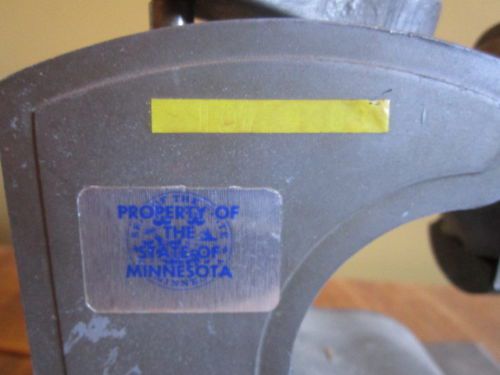 PROPERTY OF
THE
STATE OF
MINNESOTA